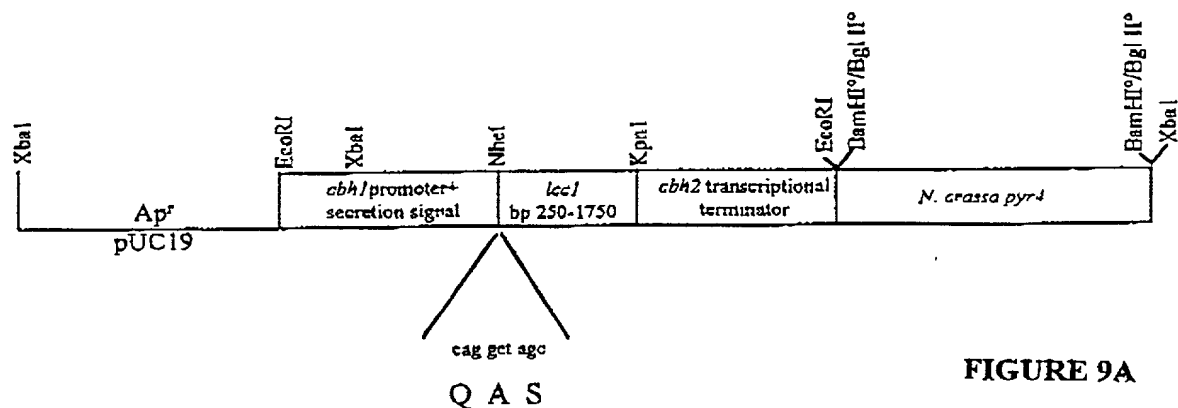 XbaI
EcoRI
XbaI
NheI
KpnI
EcoRI
BamHI°/Bgl II°
BamHI°/Bgl II°
XbaI
Apʳ
pUC19
cbh1 promoter+
secretion signal
lcc1
bp 250-1750
cbh2 transcriptional
terminator
N. crassa pyr4
cag gct agc
Q A S
FIGURE 9A